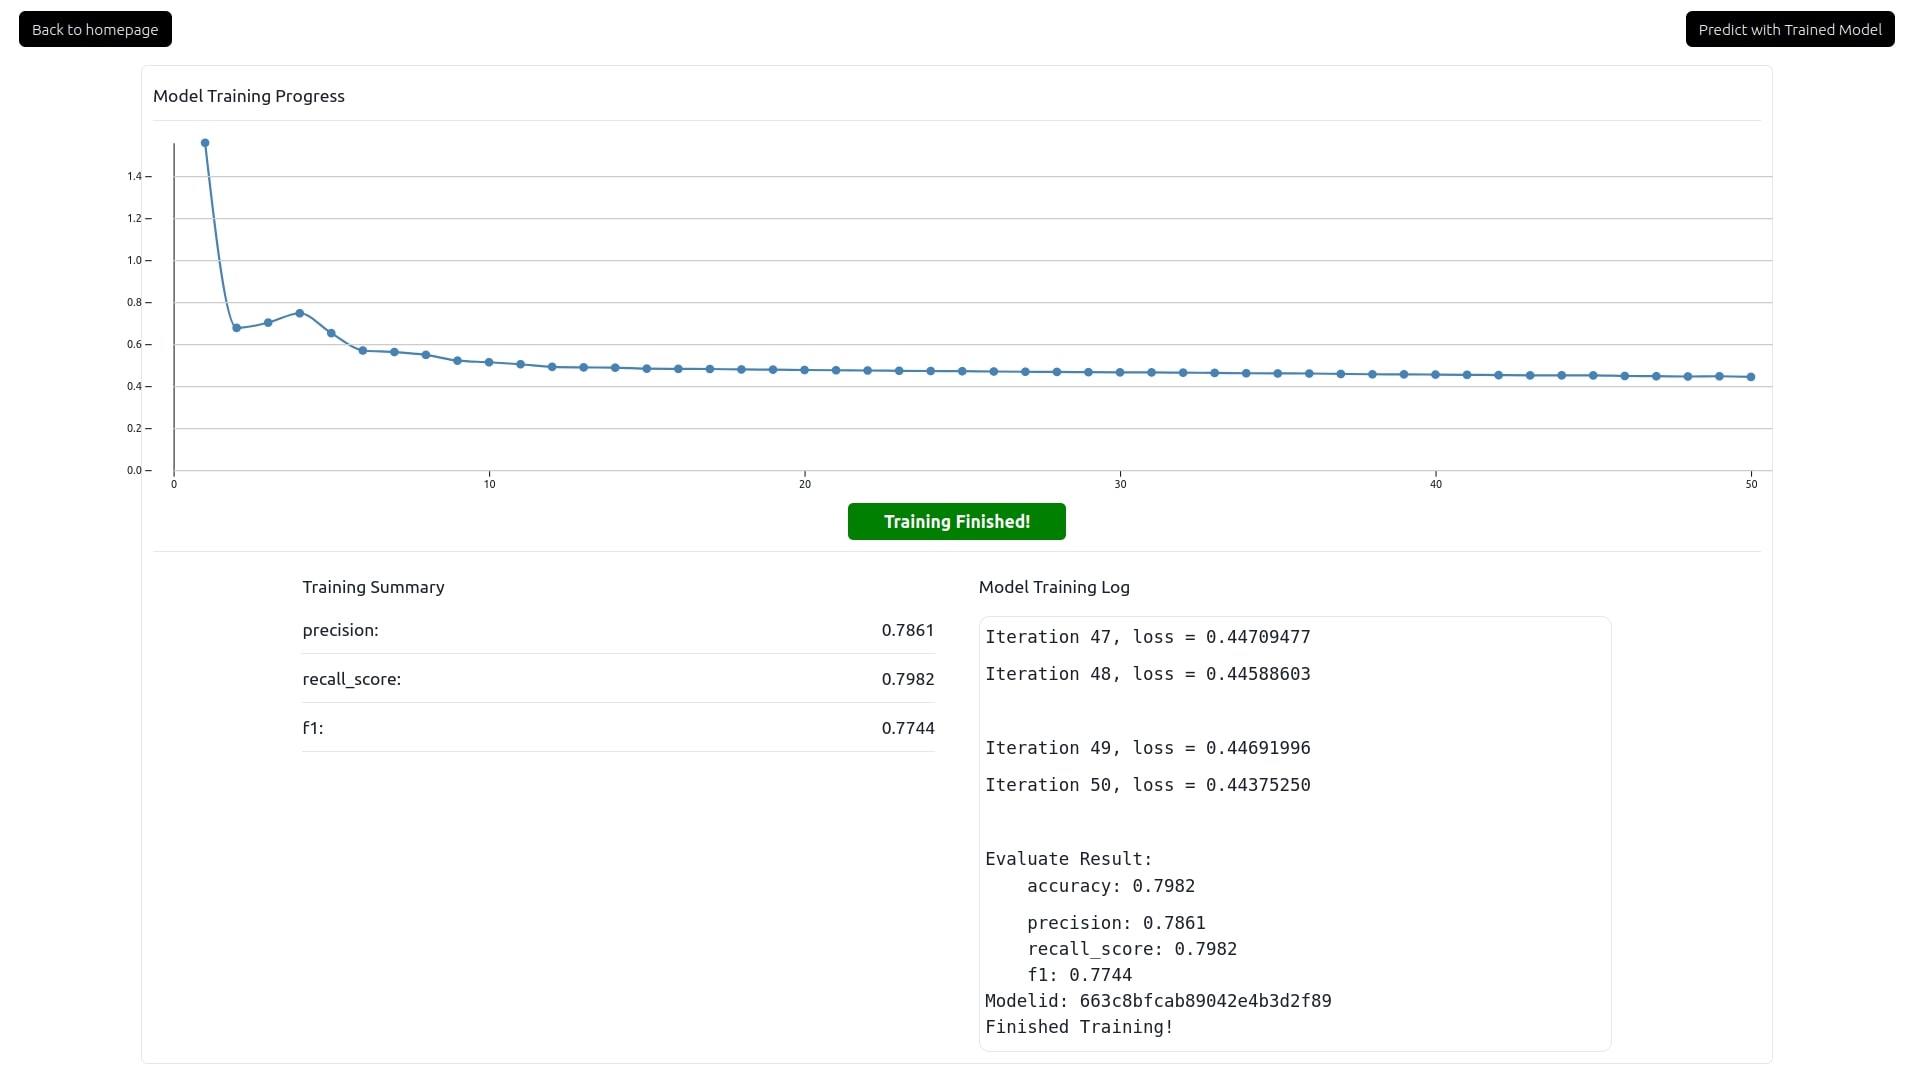 Back to homepage
Predict with Trained Model
Model Training Progress
1.4
1.2
1.0
0.8
0.6
0.4
0.2
0.0
0 10 20 30 40 50
Training Finished!
Training Summary
precision: 0.7861
recall_score: 0.7982
f1: 0.7744
Model Training Log
Iteration 47, loss = 0.44709477
Iteration 48, loss = 0.44588603
Iteration 49, loss = 0.44691996
Iteration 50, loss = 0.44375250
Evaluate Result:
accuracy: 0.7982
precision: 0.7861
recall_score: 0.7982
f1: 0.7744
Modelid: 663c8bfcab89042e4b3d2f89
Finished Training!